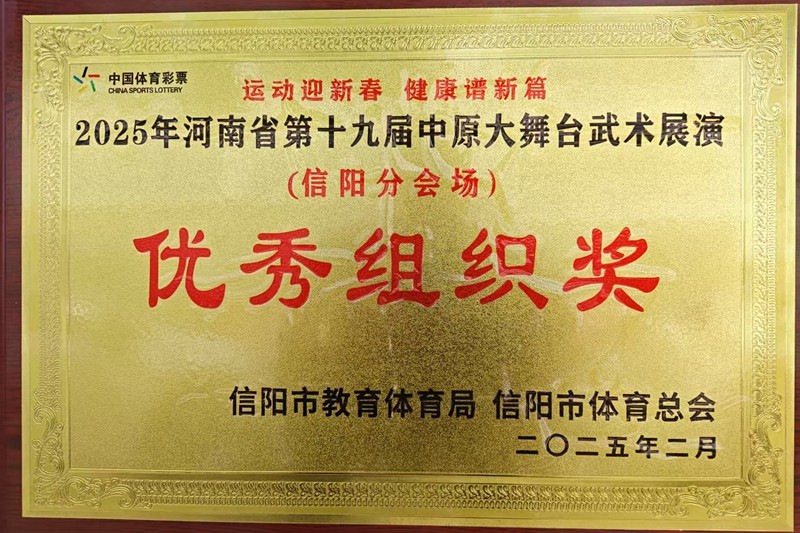 中国体育彩票
CHINA SPORTS LOTTERY
运动迎新春 健康谱新篇
2025年河南省第十九届中原大舞台武术展演
(信阳分会场)
优秀组织奖
信阳市教育体育局 信阳市体育总会
二〇二五年二月